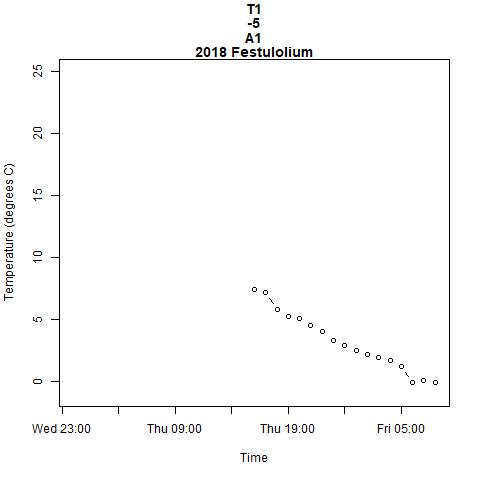 T1
-5
A1
2018 Festulolium
Temperature (degrees C)
25
20
15
10
5
0
Wed 23:00 Thu 09:00 Thu 19:00 Fri 05:00
Time